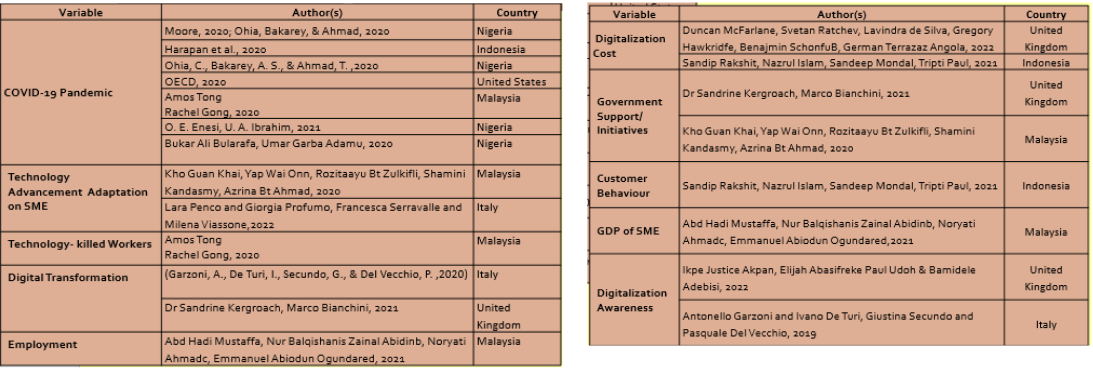 Variable Author(s) Country
COVID-19 Pandemic
Moore, 2020; Ohia, Bakarey, & Ahmad, 2020 Nigeria
Harapan et al., 2020 Indonesia
Ohia, C., Bakarey, A. S., & Ahmad, T. ,2020 Nigeria
OECD, 2020 United States
Amos Tong Malaysia
Rachel Gong, 2020
O. E. Enesi, U. A. Ibrahim, 2021 Nigeria
Bukar Ali Bularafa, Umar Garba Adamu, 2020 Nigeria
Technology Kho Guan Khai, Yap Wai Onn, Rozitaayu Bt Zulkifli, Shamini Malaysia
Advancement Adaptation Kandasmy, Azrina Bt Ahmad, 2020
on SME Lara Penco and Giorgia Profumo, Francesca Serravalle and Italy
Milena Viassone,2022
Technology- killed Workers Amos Tong Malaysia
Rachel Gong, 2020
Digital Transformation (Garzoni, A., De Turi, I., Secundo, G., & Del Vecchio, P. ,2020) Italy
Dr Sandrine Kergroach, Marco Bianchini, 2021 United
Kingdom
Employment Abd Hadi Mustaffa, Nur Balqishanis Zainal Abidinb, Noryati Malaysia
Ahmadc, Emmanuel Abiodun Ogundared, 2021
Variable Author(s) Country
Digitalization Duncan McFarlane, Svetan Ratchev, Lavindra de Silva, Gregory United
Cost Hawkridfe, Benajmin SchonfuB, German Terrazaz Angola, 2022 Kingdom
Sandip Rakshit, Nazrul Islam, Sandeep Mondal, Tripti Paul, 2021 Indonesia
Government Dr Sandrine Kergroach, Marco Bianchini, 2021 United
Support/ Kingdom
Initiatives Kho Guan Khai, Yap Wai Onn, Rozitaayu Bt Zulkifli, Shamini Malaysia
Kandasmy, Azrina Bt Ahmad, 2020
Customer Sandip Rakshit, Nazrul Islam, Sandeep Mondal, Tripti Paul, 2021 Indonesia
Behaviour
GDP of SME Abd Hadi Mustaffa, Nur Balqishanis Zainal Abidinb, Noryati Malaysia
Ahmadc, Emmanuel Abiodun Ogundared,2021
Digitalization Ikpe Justice Akpan, Elijah Abasifreke Paul Udoh & Bamidele United
Awareness Adebisi, 2022 Kingdom
Antonello Garzoni and Ivano De Turi, Giustina Secundo and Italy
Pasquale Del Vecchio, 2019